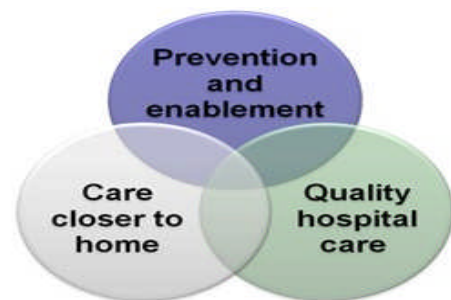 Prevention
and
enablement
Care
closer to
home
Quality
hospital
care